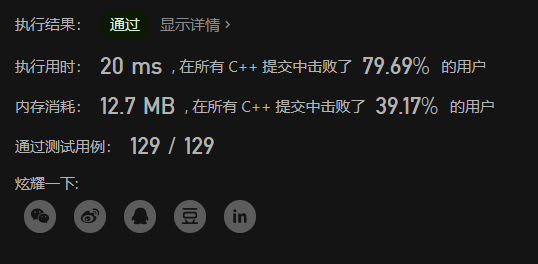 执行结果： 通过 显示详情 ›
执行用时： 20 ms , 在所有 C++ 提交中击败了 79.69% 的用户
内存消耗： 12.7 MB , 在所有 C++ 提交中击败了 39.17% 的用户
通过测试用例： 129 / 129
炫耀一下:
豆 in